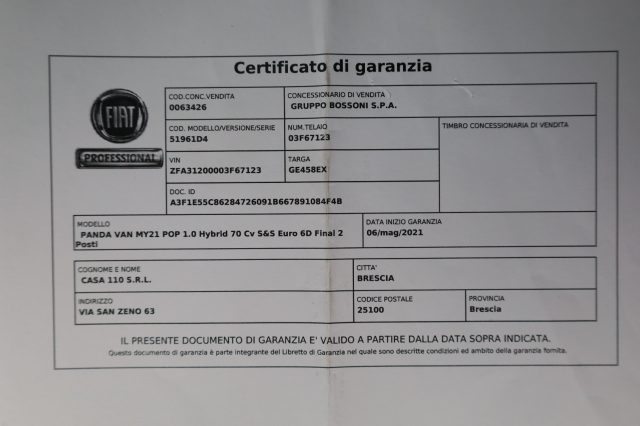 Certificato di garanzia
FIAT
PROFESSIONAL
COD.CONC.VENDITA
0063426
CONCESSIONARIO DI VENDITA
GRUPPO BOSSONI S.P.A.
COD. MODELLO/VERSIONE/SERIE
51961D4
NUM.TELAIO
03F67123
TIMBRO CONCESSIONARIA DI VENDITA
VIN
ZFA31200003F67123
TARGA
GE458EX
DOC. ID
A3F1E55C86284726091B667891084F4B
MODELLO
PANDA VAN MY21 POP 1.0 Hybrid 70 Cv S&S Euro 6D Final 2
Posti
DATA INIZIO GARANZIA
06/mag/2021
COGNOME E NOME
CASA 110 S.R.L.
CITTA'
BRESCIA
INDIRIZZO
VIA SAN ZENO 63
CODICE POSTALE
25100
PROVINCIA
Brescia
IL PRESENTE DOCUMENTO DI GARANZIA E' VALIDO A PARTIRE DALLA DATA SOPRA INDICATA.
Questo documento di garanzia è parte integrante del Libretto di Garanzia nel quale sono descritte condizioni ed ambito della garanzia fornita.